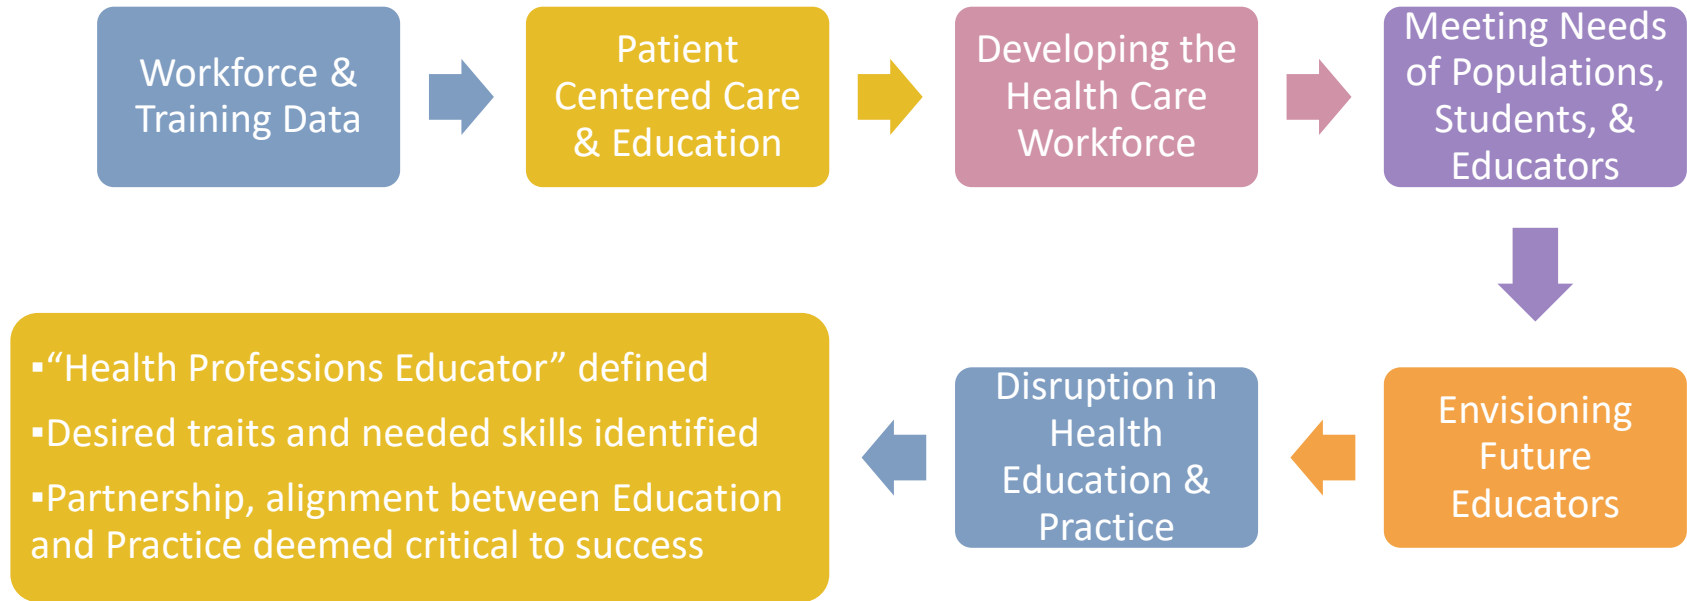 Workforce &
Training Data
Patient
Centered Care
& Education
Developing the
Health Care
Workforce
Meeting Needs
of Populations,
Students, &
Educators
Envisioning
Future
Educators
Disruption in
Health
Education &
Practice
▪“Health Professions Educator” defined
▪Desired traits and needed skills identified
▪Partnership, alignment between Education
and Practice deemed critical to success